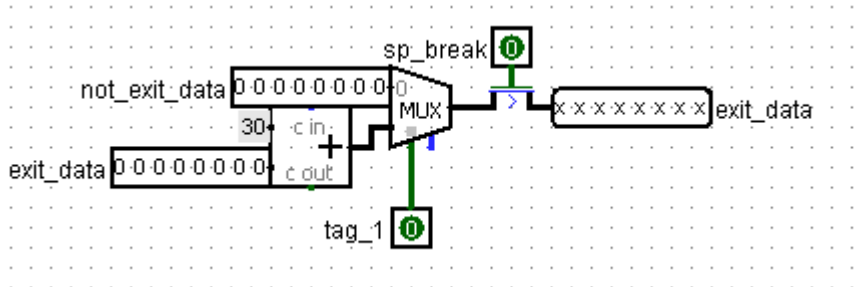 sp_break 0
not_exit_data 0 0 0 0 0 0 0 0 0
MUX
30 c in
+
exit_data 0 0 0 0 0 0 0 0 c out
x x x x x x x x exit_data
tag_1 0